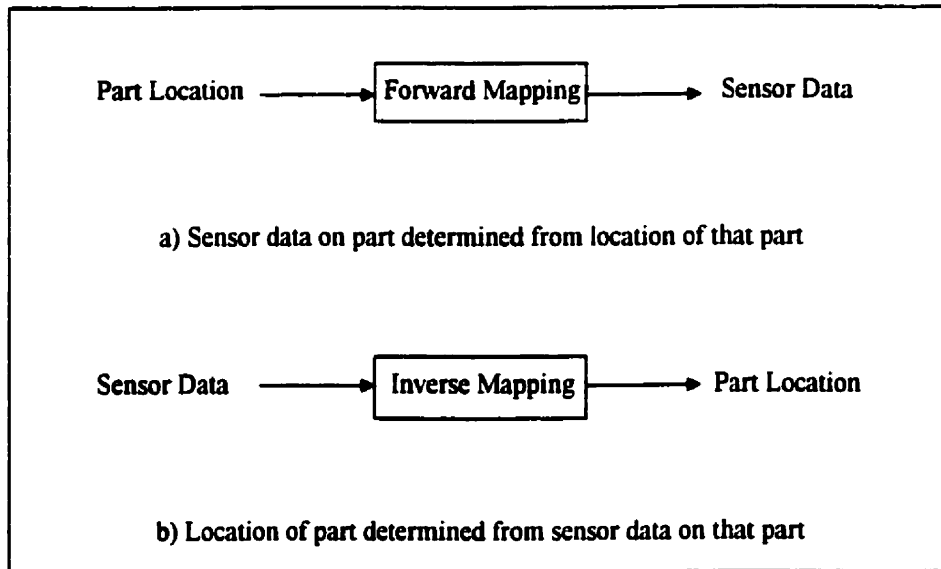 Part Location Forward Mapping Sensor Data
a) Sensor data on part determined from location of that part
Sensor Data Inverse Mapping Part Location
b) Location of part determined from sensor data on that part